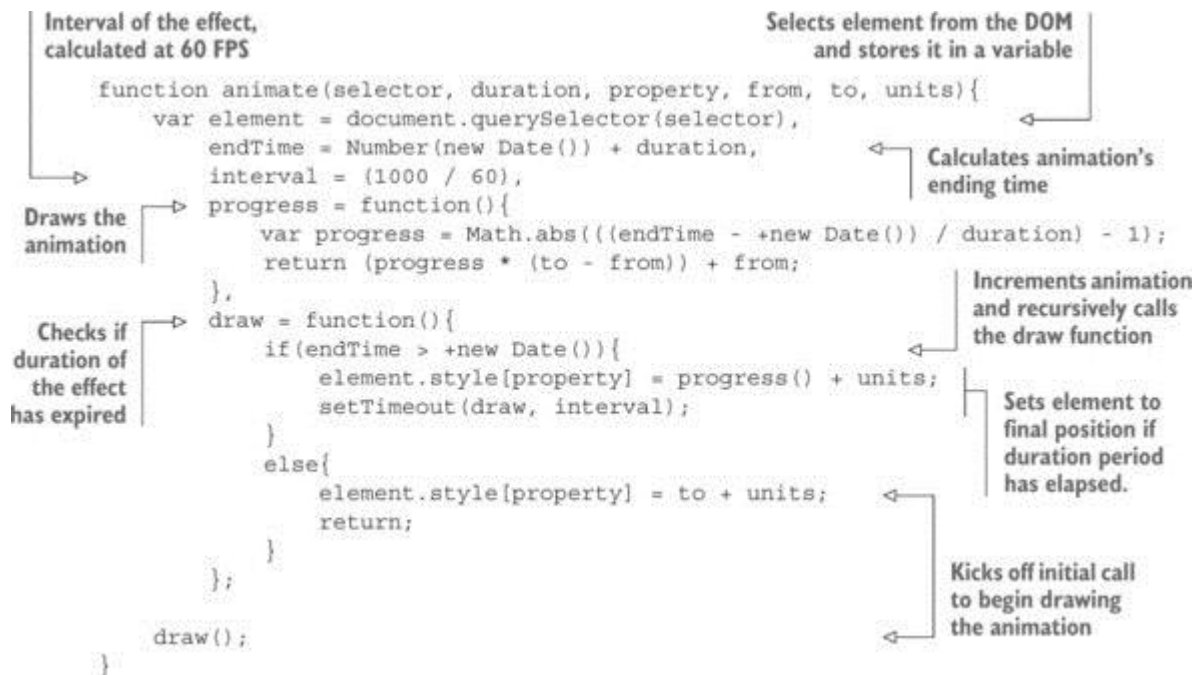 Interval of the effect,
calculated at 60 FPS
Selects element from the DOM
and stores it in a variable
function animate(selector, duration, property, from, to, units){
var element = document.querySelector(selector),
endTime = Number(new Date()) + duration,
Calculates animation's
ending time
interval = (1000 / 60),
Draws the
animation
progress = function(){
var progress = Math.abs(((endTime - +new Date()) / duration) - 1);
return (progress * (to - from)) + from;
},
Increments animation
and recursively calls
the draw function
Checks if
duration of
the effect
has expired
draw = function(){
if(endTime > +new Date()){
element.style[property] = progress() + units;
setTimeout(draw, interval);
}
Sets element to
final position if
duration period
has elapsed.
else{
element.style[property] = to + units;
return;
}
};
Kicks off initial call
to begin drawing
the animation
draw();
}